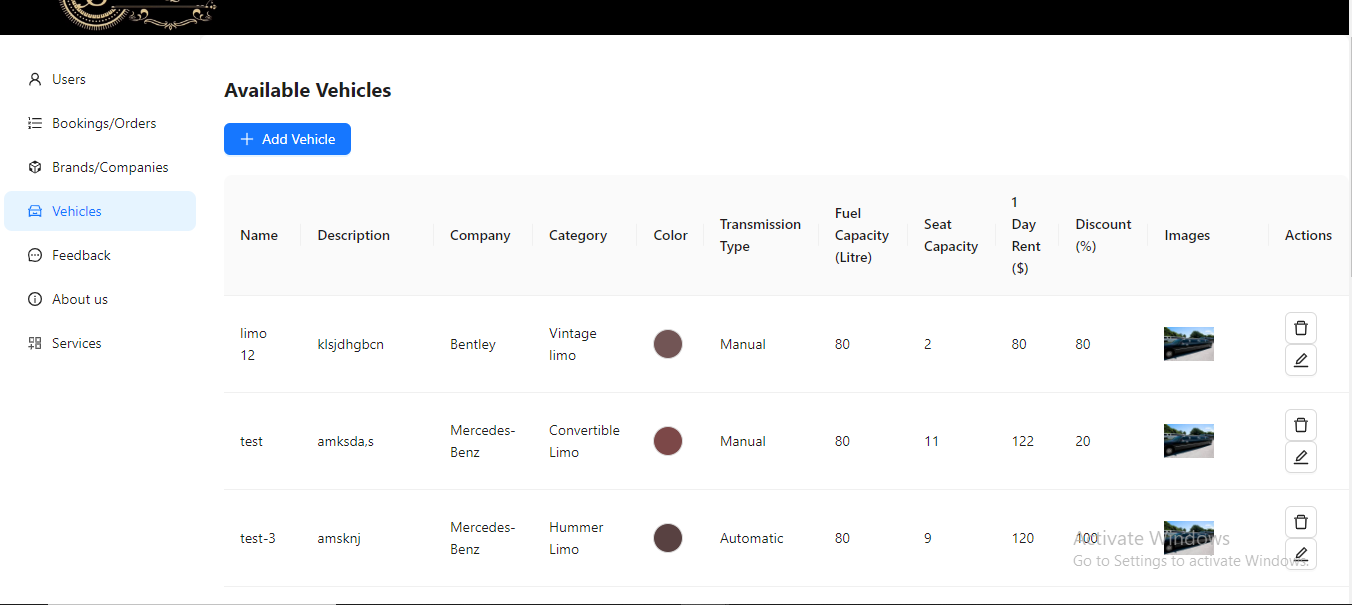 Users
Bookings/Orders
Brands/Companies
Vehicles
Feedback
About us
Services
Available Vehicles
Add Vehicle
Name Description Company Category Color Transmission Type Fuel Capacity (Litre) Seat Capacity 1 Day Rent ($) Discount (%) Images Actions
limo 12 klsjdhgbcn Bentley Vintage limo Manual 80 2 80 80
test amksda,s Mercedes-Benz Convertible Limo Manual 80 11 122 20
test-3 amsknj Mercedes-Benz Hummer Limo Automatic 80 9 120 100
Activate Windows
Go to Settings to activate Windows.